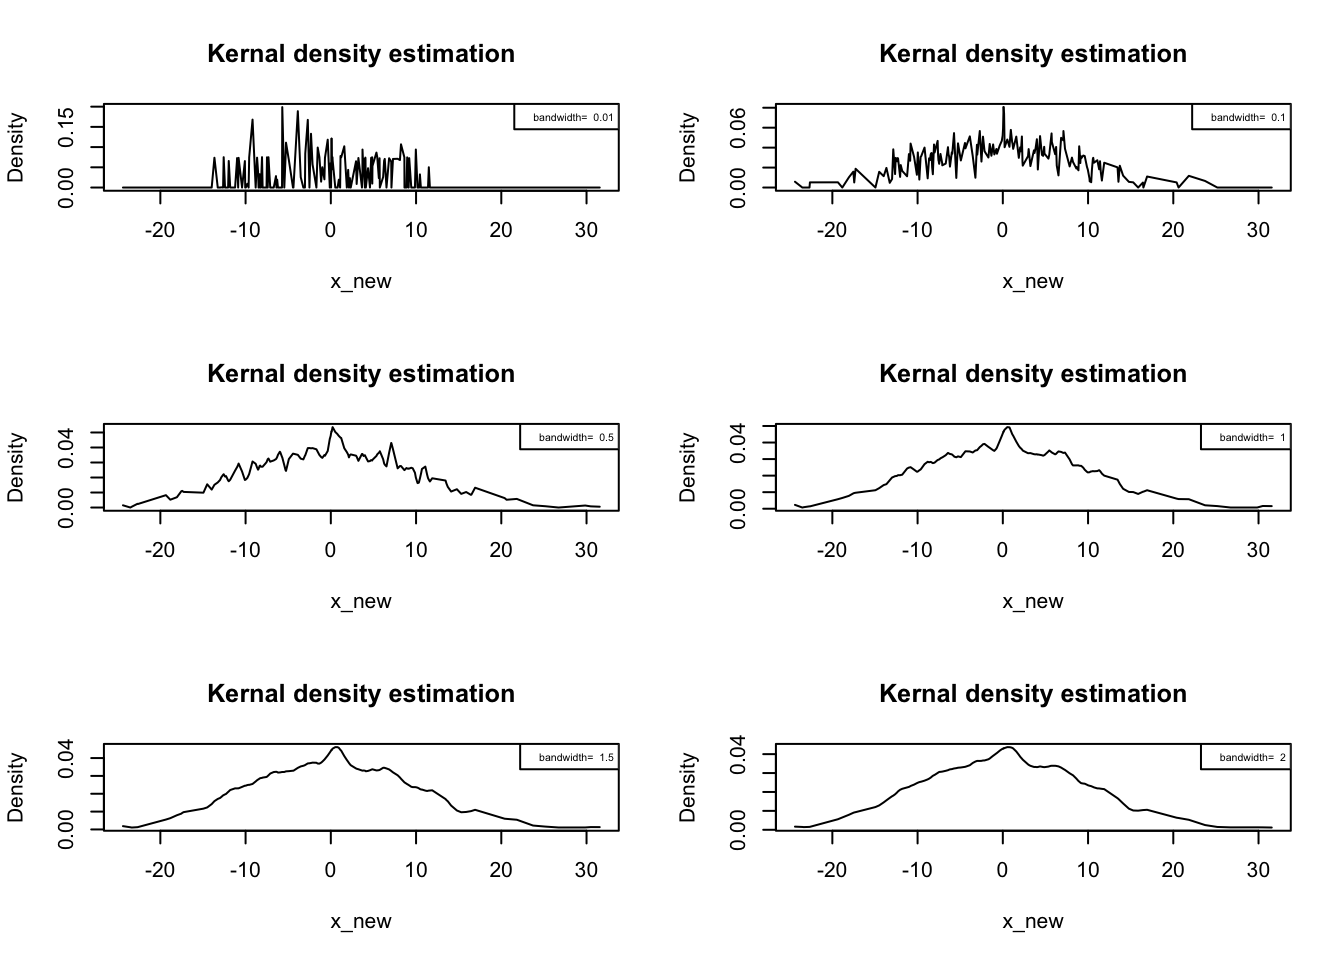 Kernal density estimation
Density
0.00 0.15
bandwidth= 0.01
-20 -10 0 10 20 30
x_new
Kernal density estimation
Density
0.00 0.06
bandwidth= 0.1
-20 -10 0 10 20 30
x_new
Kernal density estimation
Density
0.00 0.04
bandwidth= 0.5
-20 -10 0 10 20 30
x_new
Kernal density estimation
Density
0.00 0.04
bandwidth= 1
-20 -10 0 10 20 30
x_new
Kernal density estimation
Density
0.00 0.04
bandwidth= 1.5
-20 -10 0 10 20 30
x_new
Kernal density estimation
Density
0.00 0.04
bandwidth= 2
-20 -10 0 10 20 30
x_new